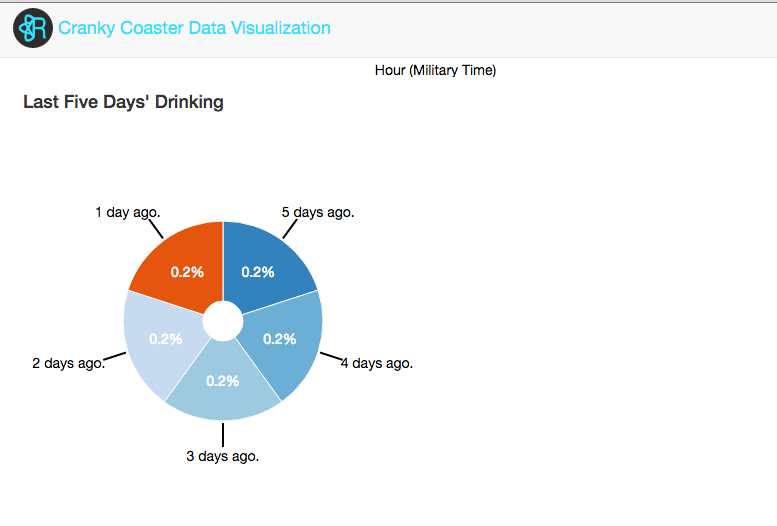 Cranky Coaster Data Visualization
Hour (Military Time)
Last Five Days' Drinking
1 day ago.
5 days ago.
0.2%
0.2%
0.2%
0.2%
2 days ago.
4 days ago.
0.2%
3 days ago.